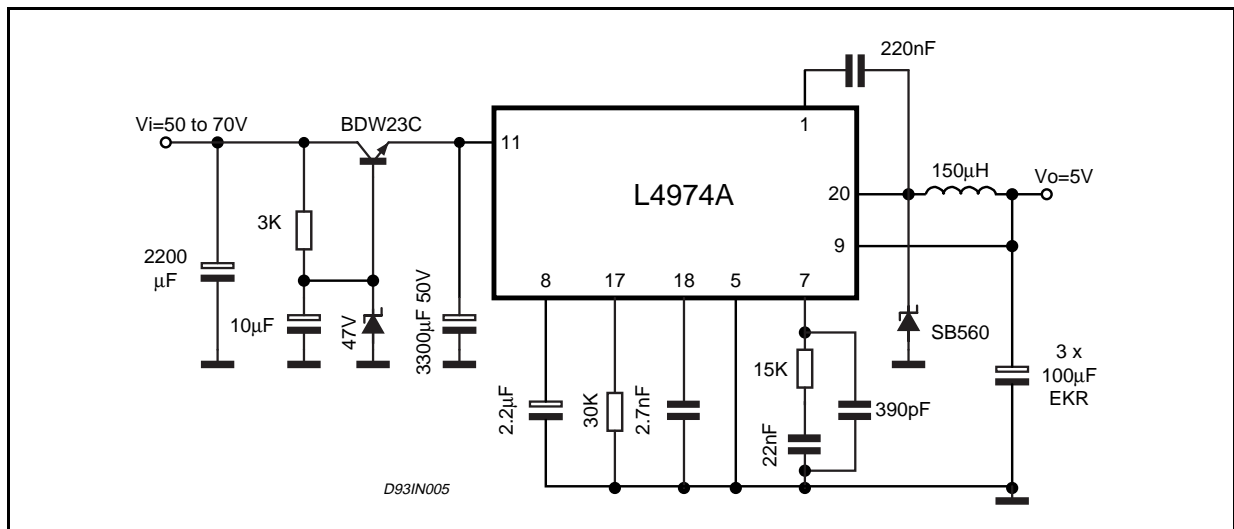 220nF
Vi=50 to 70V
BDW23C
1
11
L4974A
150μH
Vo=5V
20
3K
9
2200
μF
8
17
18
5
7
10μF
47V
3300μF 50V
SB560
15K
3 x
100μF
EKR
2.2μF
30K
2.7nF
390pF
22nF
D93IN005